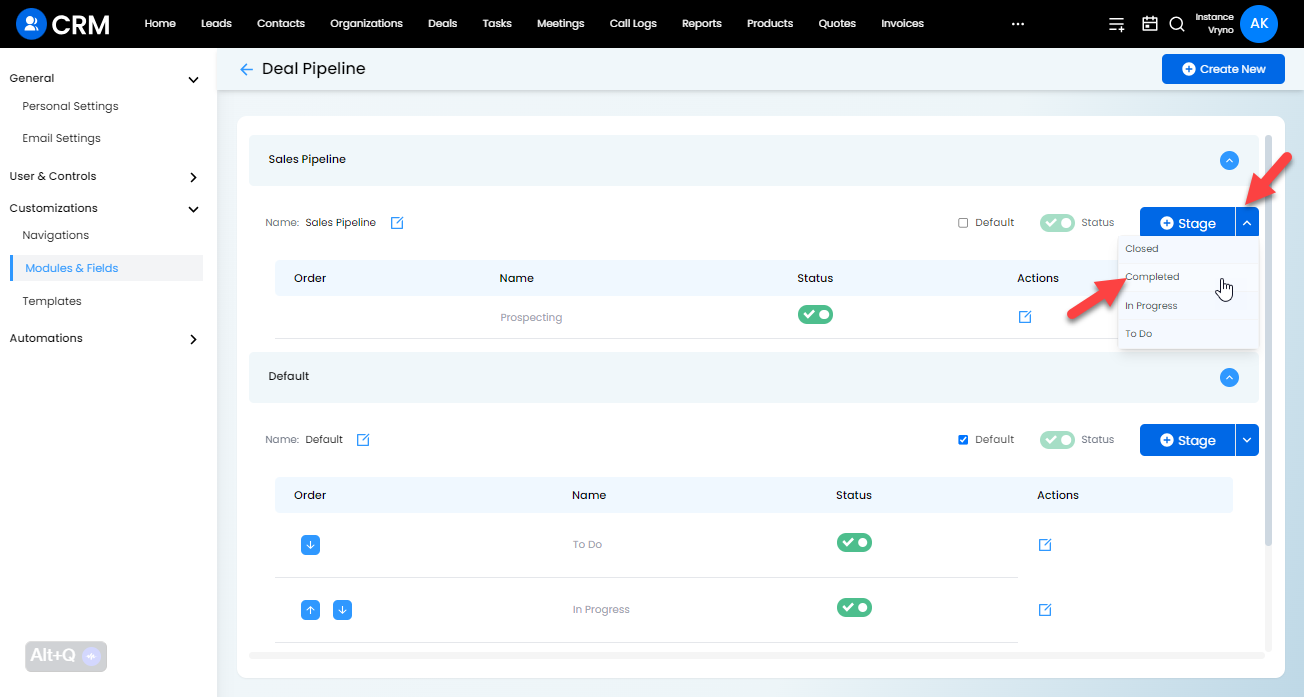 CRM
Home Leads Contacts Organizations Deals Tasks Meetings Call Logs Reports Products Quotes Invoices ...
Instance
Vryno
AK
General
Personal Settings
Email Settings
User & Controls
Customizations
Navigations
Modules & Fields
Templates
Automations
Alt+Q
Deal Pipeline
Create New
Sales Pipeline
Name: Sales Pipeline Default Status Stage
Closed
Completed
In Progress
To Do
Order Name Status Actions
Prospecting
Default
Name: Default Default Status Stage
Order Name Status Actions
To Do
In Progress